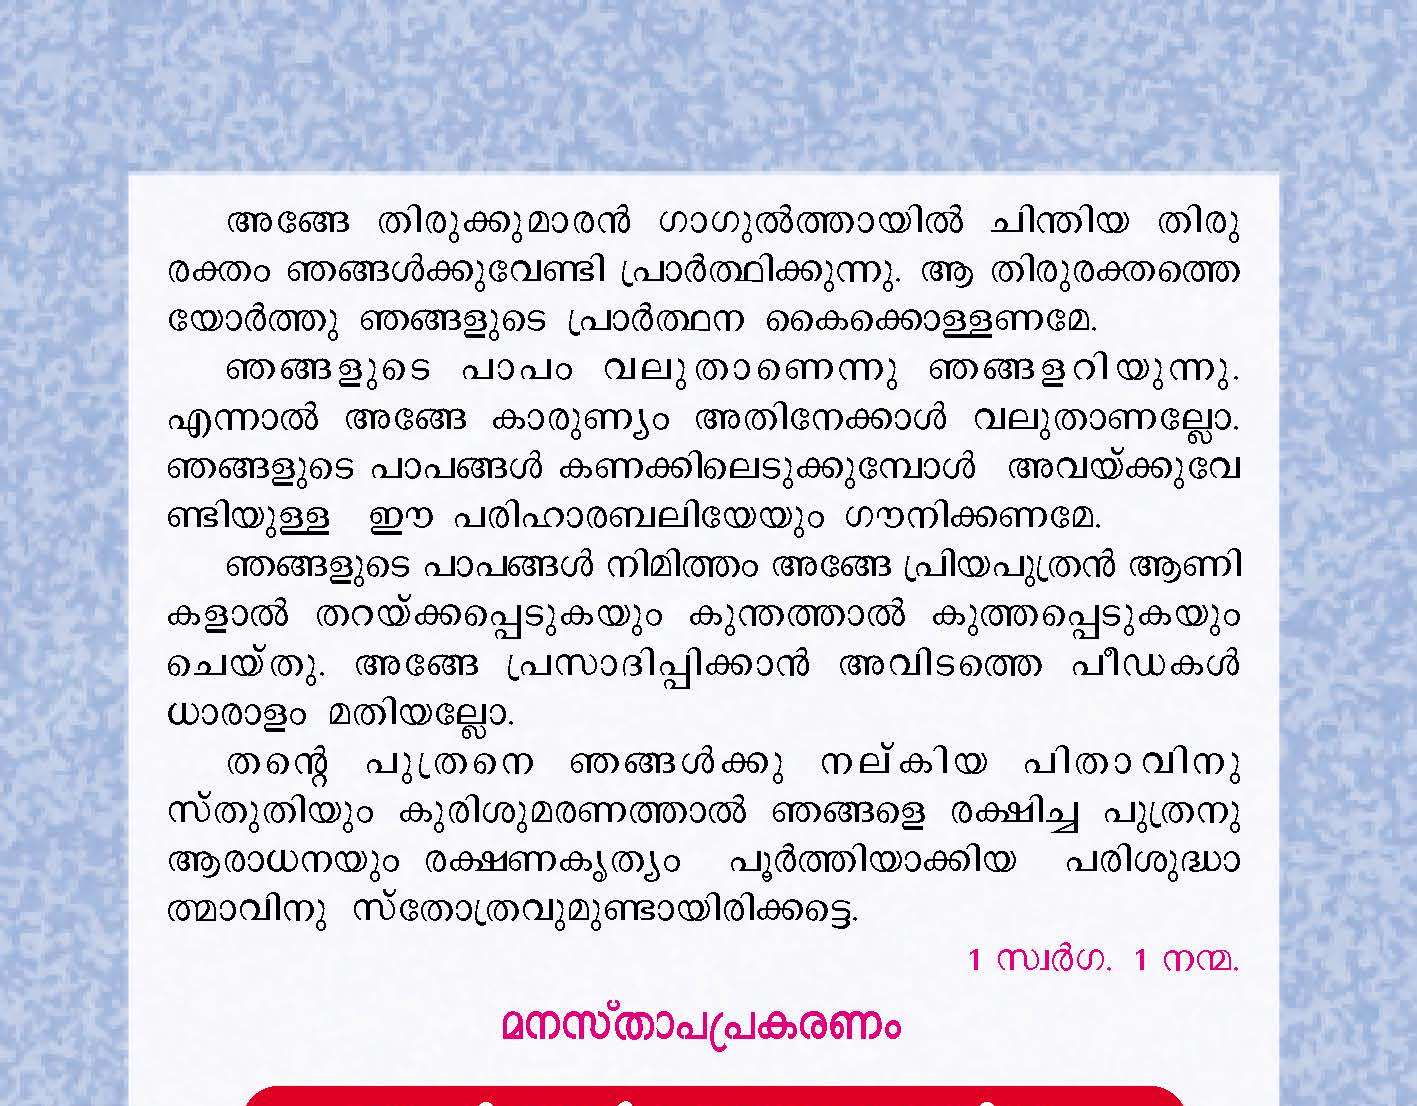 അങ്ങേ തിരുക്കുമാരൻ ഗാഗുൽത്തായിൽ ചിന്തിയ തിരു
രക്തം ഞങ്ങൾക്കുവേണ്ടി പ്രാർത്ഥിക്കുന്നു. ആ തിരുരക്തത്തെ
യോർത്തു ഞങ്ങളുടെ പ്രാർത്ഥന കൈക്കൊള്ളണമേ.
ഞങ്ങളുടെ പാപം വലുതാണെന്നു ഞങ്ങളറിയുന്നു.
എന്നാൽ അങ്ങേ കാരുണ്യം അതിനേക്കാൾ വലുതാണല്ലോ.
ഞങ്ങളുടെ പാപങ്ങൾ കണക്കിലെടുക്കുമ്പോൾ അവയ്ക്കുവേ
ണ്ടിയുള്ള ഈ പരിഹാരബലിയേയും ഗൗനിക്കണമേ.
ഞങ്ങളുടെ പാപങ്ങൾ നിമിത്തം അങ്ങേ പ്രിയപുത്രൻ ആണി
കളാൽ തറയ്ക്കപ്പെടുകയും കുന്തത്താൽ കുത്തപ്പെടുകയും
ചെയ്തു. അങ്ങേ പ്രസാദിപ്പിക്കാൻ അവിടത്തെ പീഡകൾ
ധാരാളം മതിയല്ലോ.
തന്റെ പുത്രനെ ഞങ്ങൾക്കു നല്കിയ പിതാവിനു
സ്തുതിയും കുരിശുമരണത്താൽ ഞങ്ങളെ രക്ഷിച്ച പുത്രനു
ആരാധനയും രക്ഷണകൃത്യം പൂർത്തിയാക്കിയ പരിശുദ്ധാ
ത്മാവിനു സ്തോത്രവുമുണ്ടായിരിക്കട്ടെ.
1 സ്വർഗ. 1 നന്മ.
മനസ്താപപ്രകരണം